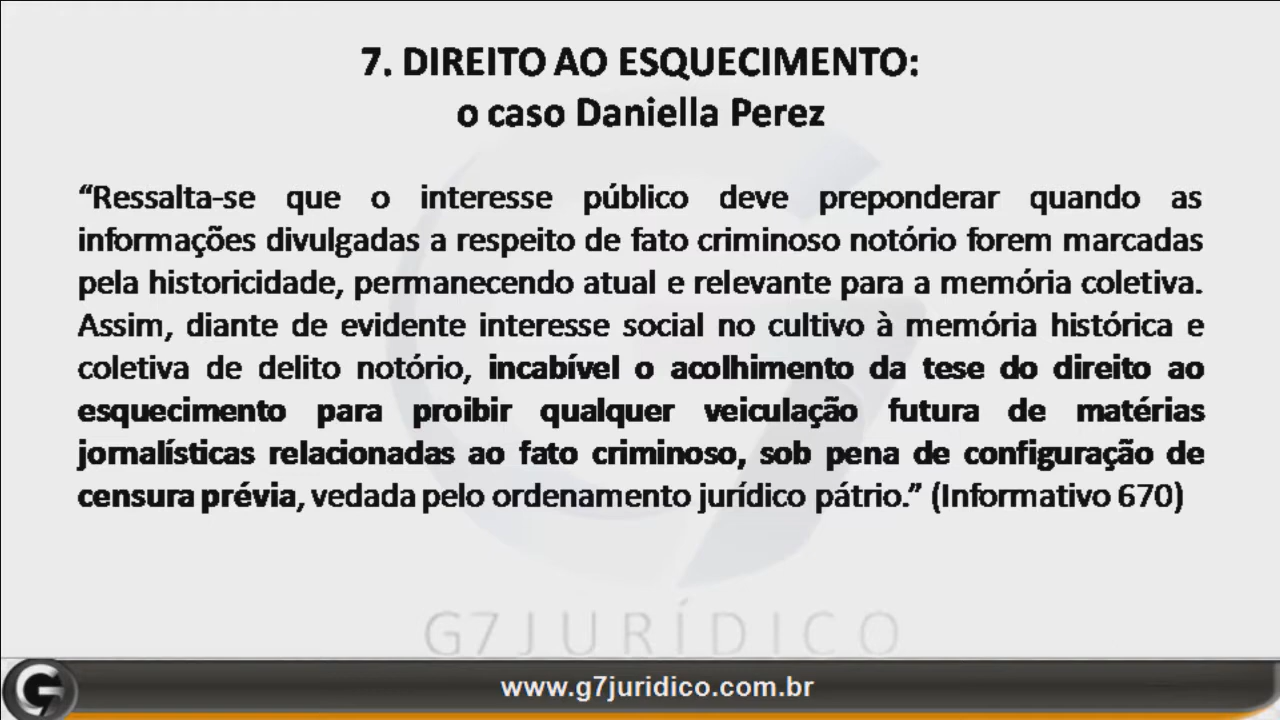 7. DIREITO AO ESQUECIMENTO:
o caso Daniella Perez
“Ressalta-se que o interesse público deve preponderar quando as
informações divulgadas a respeito de fato criminoso notório forem marcadas
pela historicidade, permanecendo atual e relevante para a memória coletiva.
Assim, diante de evidente interesse social no cultivo à memória histórica e
coletiva de delito notório, incabível o acolhimento da tese do direito ao
esquecimento para proibir qualquer veiculação futura de matérias
jornalísticas relacionadas ao fato criminoso, sob pena de configuração de
censura prévia, vedada pelo ordenamento jurídico pátrio.” (Informativo 670)
G7JURÍDICO
www.g7juridico.com.br